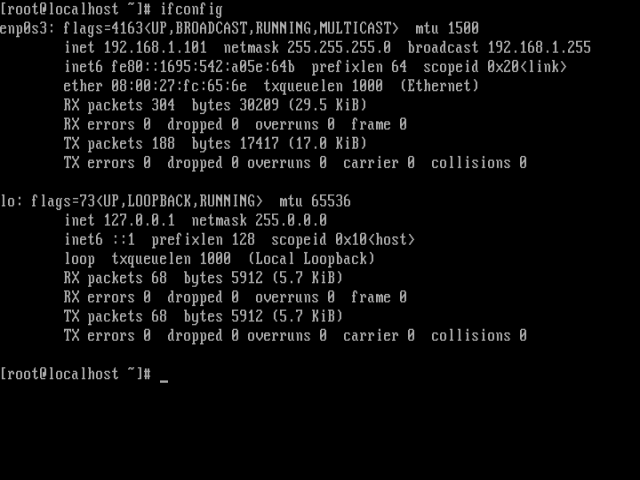 [root@localhost ~]# ifconfig
enp0s3: flags=4163<UP,BROADCAST,RUNNING,MULTICAST>  mtu 1500
        inet 192.168.1.101  netmask 255.255.255.0  broadcast 192.168.1.255
        inet6 fe80::1695:542:a05e:64b  prefixlen 64  scopeid 0x20<link>
        ether 08:00:27:fc:65:6e  txqueuelen 1000  (Ethernet)
        RX packets 304  bytes 30209 (29.5 KiB)
        RX errors 0  dropped 0  overruns 0  frame 0
        TX packets 188  bytes 17417 (17.0 KiB)
        TX errors 0  dropped 0 overruns 0  carrier 0  collisions 0

lo: flags=73<UP,LOOPBACK,RUNNING>  mtu 65536
        inet 127.0.0.1  netmask 255.0.0.0
        inet6 ::1  prefixlen 128  scopeid 0x10<host>
        loop  txqueuelen 1000  (Local Loopback)
        RX packets 68  bytes 5912 (5.7 KiB)
        RX errors 0  dropped 0  overruns 0  frame 0
        TX packets 68  bytes 5912 (5.7 KiB)
        TX errors 0  dropped 0 overruns 0  carrier 0  collisions 0

[root@localhost ~]# _